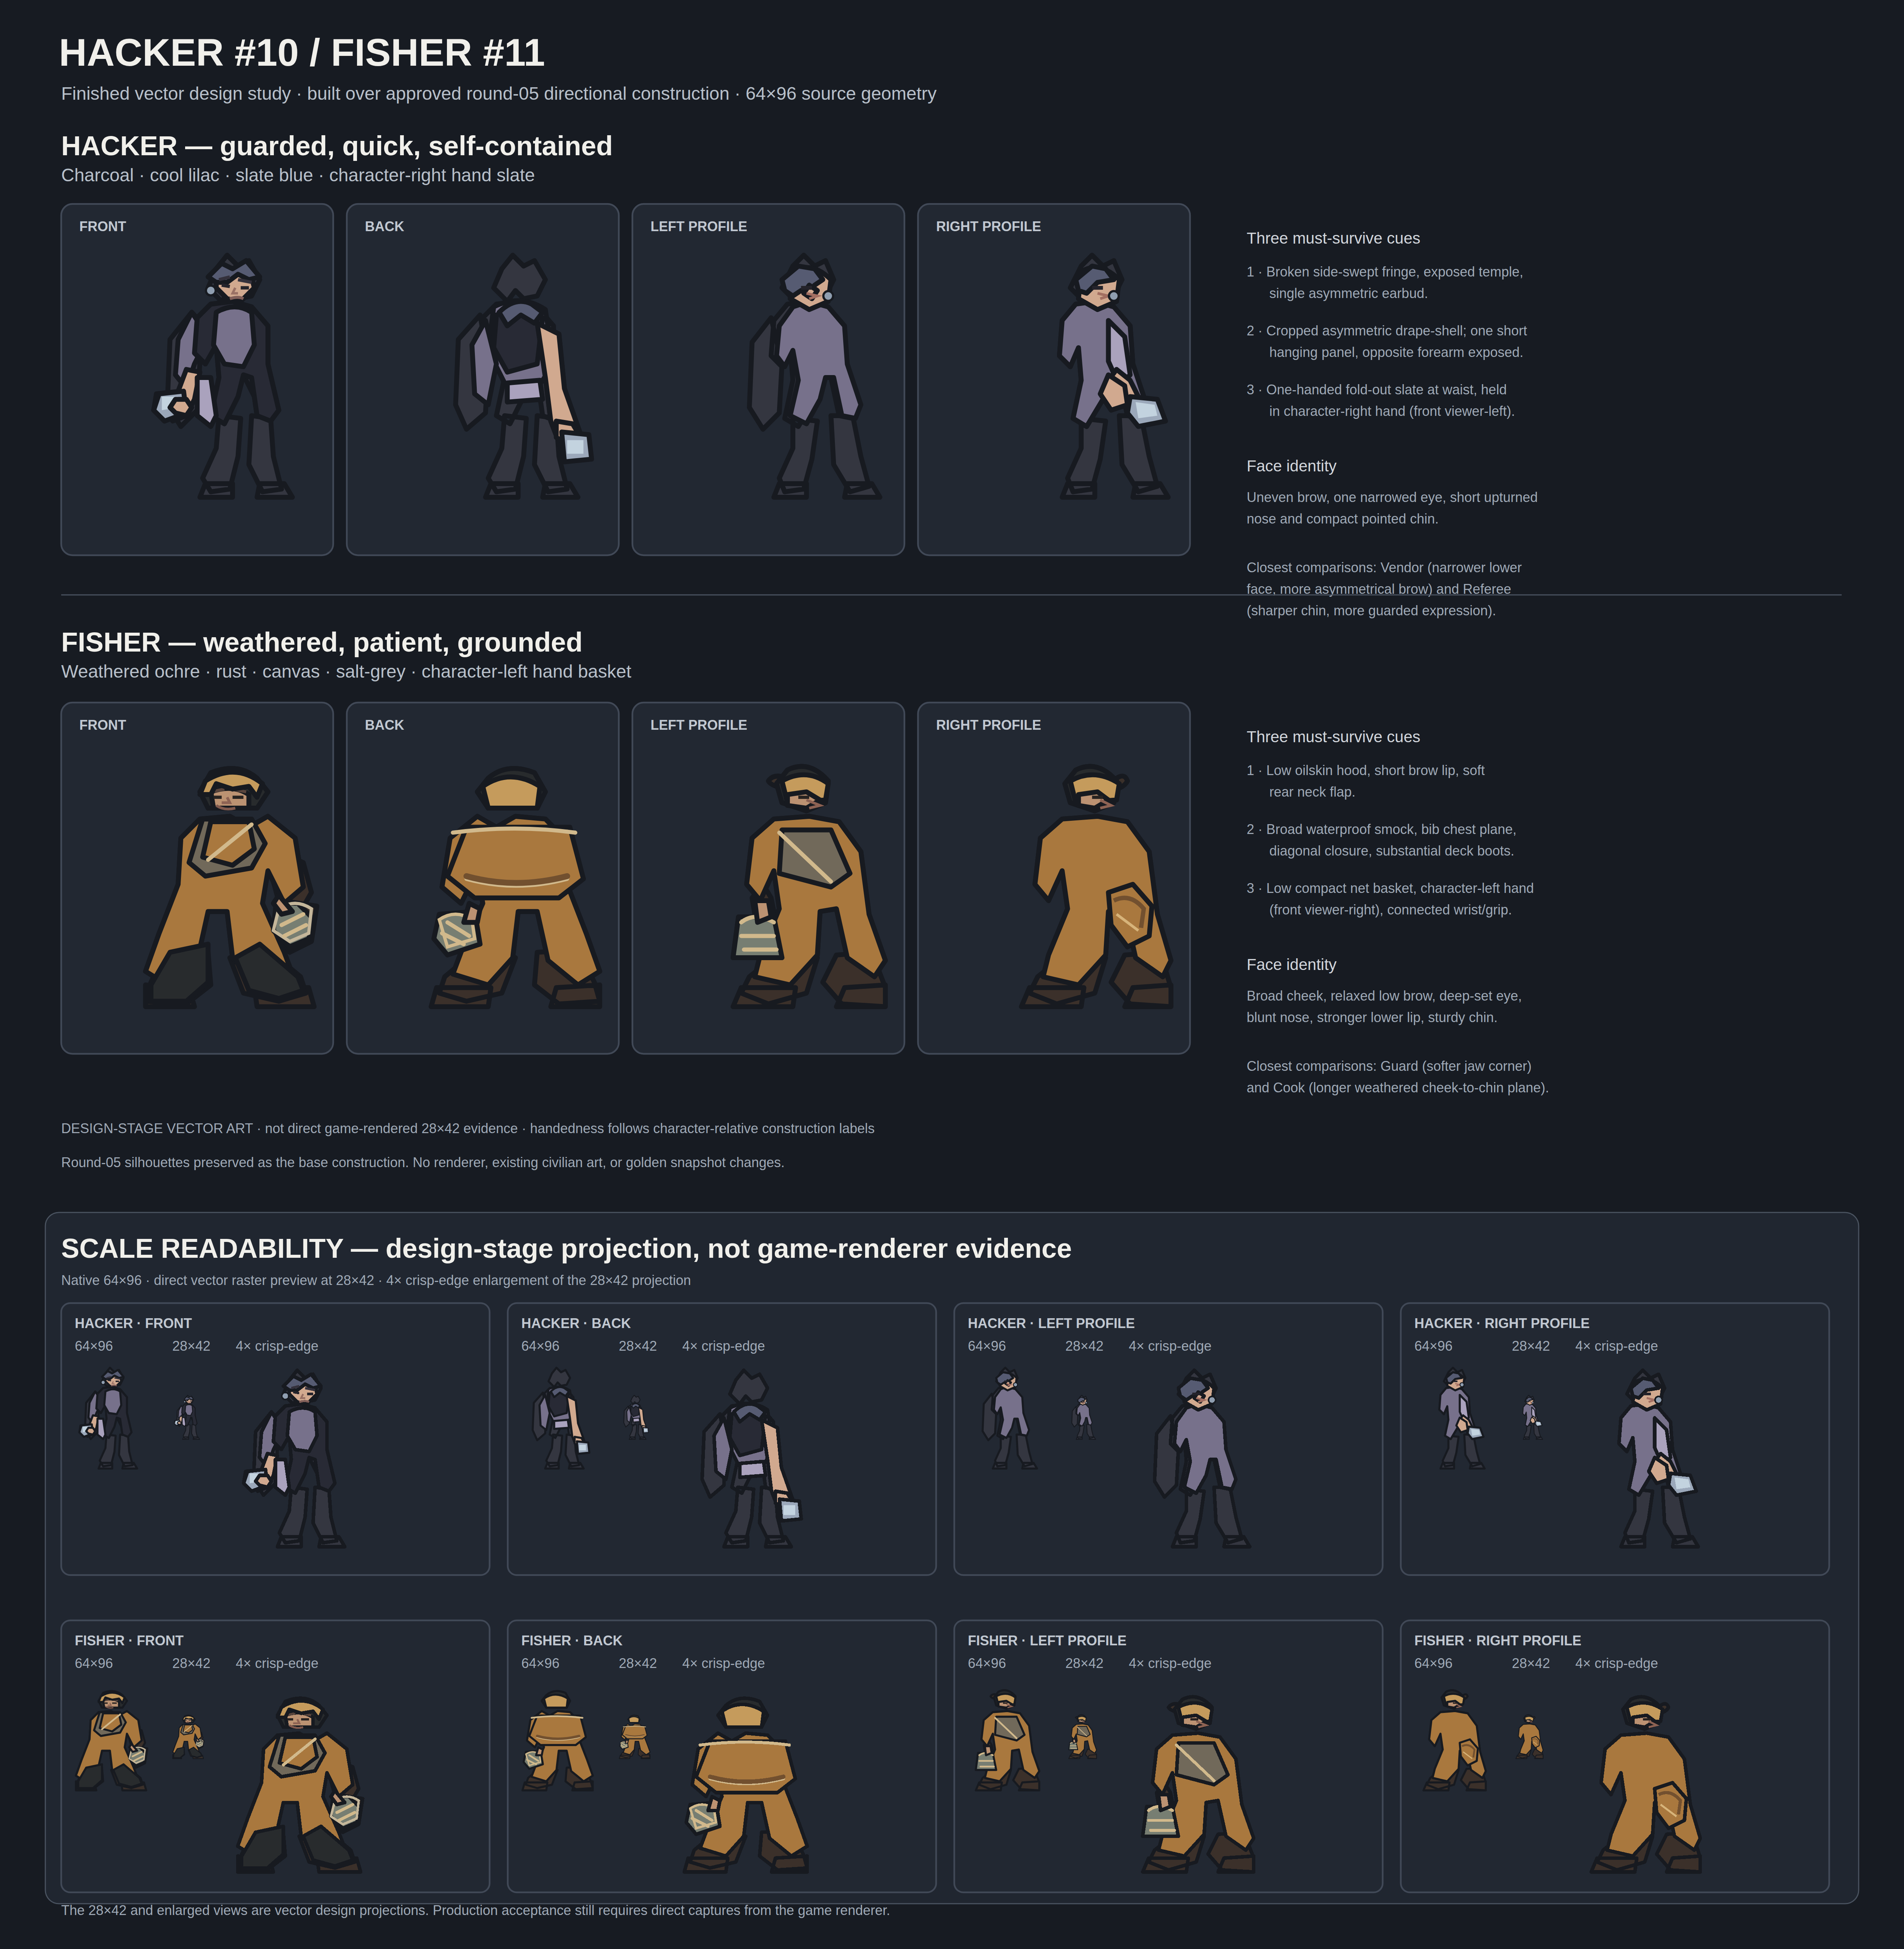 HACKER #10 / FISHER #11
Finished vector design study · built over approved round-05 directional construction · 64×96 source geometry
HACKER — guarded, quick, self-contained
Charcoal · cool lilac · slate blue · character-right hand slate
FRONT
BACK
LEFT PROFILE
RIGHT PROFILE
Three must-survive cues
1 · Broken side-swept fringe, exposed temple,
single asymmetric earbud.
2 · Cropped asymmetric drape-shell; one short
hanging panel, opposite forearm exposed.
3 · One-handed fold-out slate at waist, held
in character-right hand (front viewer-left).
Face identity
Uneven brow, one narrowed eye, short upturned
nose and compact pointed chin.
Closest comparisons: Vendor (narrower lower
face, more asymmetrical brow) and Referee
(sharper chin, more guarded expression).
FISHER — weathered, patient, grounded
Weathered ochre · rust · canvas · salt-grey · character-left hand basket
FRONT
BACK
LEFT PROFILE
RIGHT PROFILE
Three must-survive cues
1 · Low oilskin hood, short brow lip, soft
rear neck flap.
2 · Broad waterproof smock, bib chest plane,
diagonal closure, substantial deck boots.
3 · Low compact net basket, character-left hand
(front viewer-right), connected wrist/grip.
Face identity
Broad cheek, relaxed low brow, deep-set eye,
blunt nose, stronger lower lip, sturdy chin.
Closest comparisons: Guard (softer jaw corner)
and Cook (longer weathered cheek-to-chin plane).
DESIGN-STAGE VECTOR ART · not direct game-rendered 28×42 evidence · handedness follows character-relative construction labels
Round-05 silhouettes preserved as the base construction. No renderer, existing civilian art, or golden snapshot changes.
SCALE READABILITY — design-stage projection, not game-renderer evidence
Native 64×96 · direct vector raster preview at 28×42 · 4× crisp-edge enlargement of the 28×42 projection
HACKER · FRONT
64×96 28×42 4× crisp-edge
HACKER · BACK
64×96 28×42 4× crisp-edge
HACKER · LEFT PROFILE
64×96 28×42 4× crisp-edge
HACKER · RIGHT PROFILE
64×96 28×42 4× crisp-edge
FISHER · FRONT
64×96 28×42 4× crisp-edge
FISHER · BACK
64×96 28×42 4× crisp-edge
FISHER · LEFT PROFILE
64×96 28×42 4× crisp-edge
FISHER · RIGHT PROFILE
64×96 28×42 4× crisp-edge
The 28×42 and enlarged views are vector design projections. Production acceptance still requires direct captures from the game renderer.